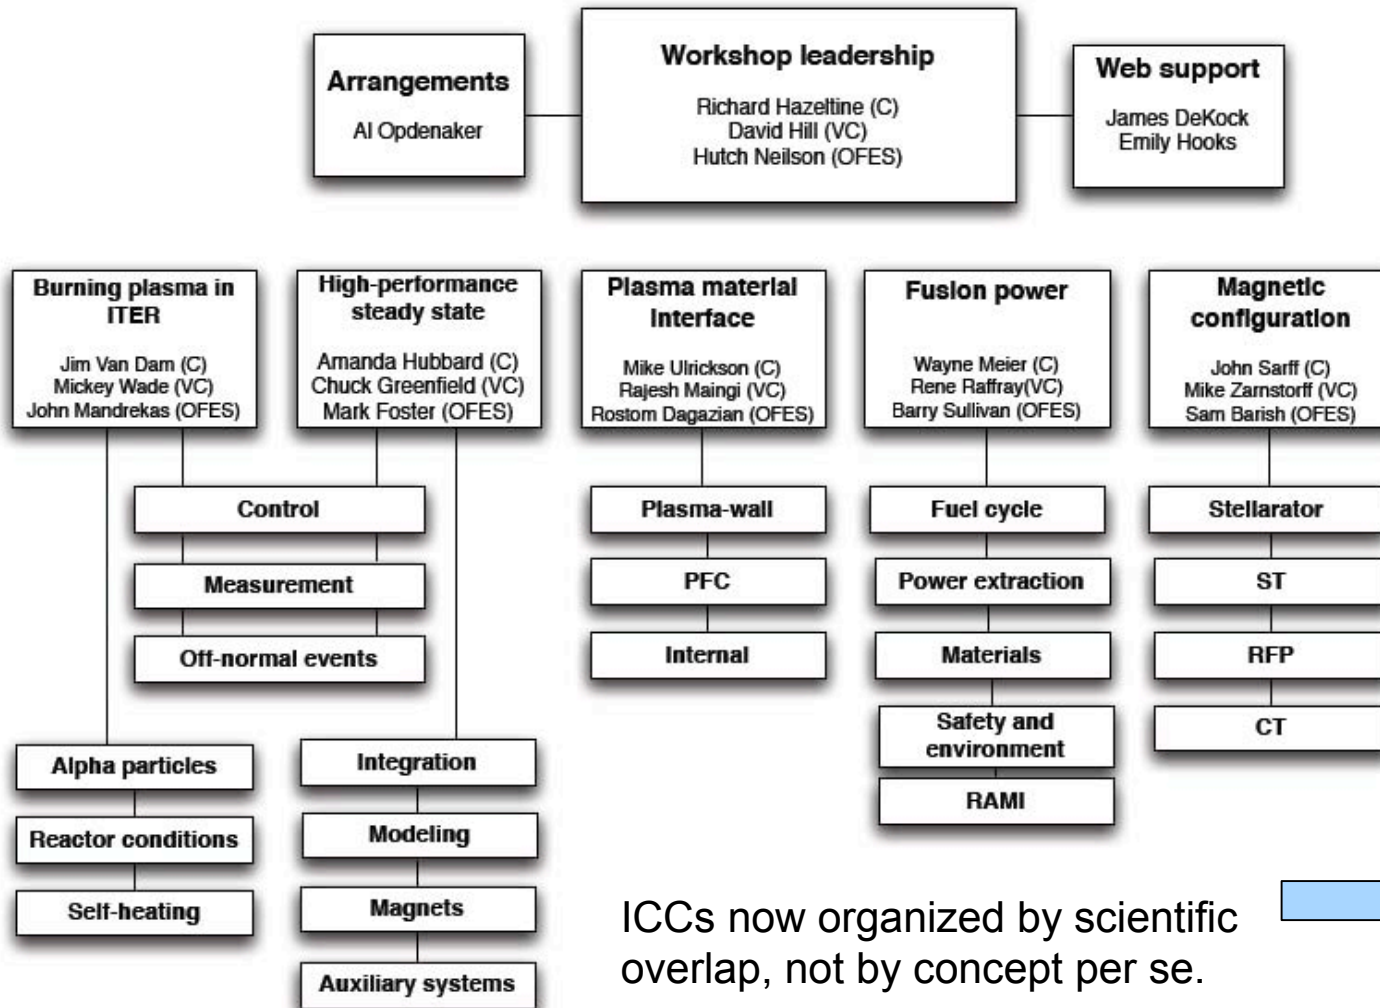 Arrangements
Al Opdenaker
Workshop leadership
Richard Hazeltine (C)
David Hill (VC)
Hutch Neilson (OFES)
Web support
James DeKock
Emily Hooks
Burning plasma in
ITER
Jim Van Dam (C)
Mickey Wade (VC)
John Mandrekas (OFES)
High-performance
steady state
Amanda Hubbard (C)
Chuck Greenfield (VC)
Mark Foster (OFES)
Plasma material
interface
Mike Ulrickson (C)
Rajesh Maingi (VC)
Rostom Dagazian (OFES)
Fusion power
Wayne Meier (C)
Rene Raffray(VC)
Barry Sullivan (OFES)
Magnetic
configuration
John Sarff (C)
Mike Zarnstorff (VC)
Sam Barish (OFES)
Control
Measurement
Off-normal events
Alpha particles
Reactor conditions
Self-heating
Integration
Modeling
Magnets
Auxiliary systems
Plasma-wall
PFC
Internal
Fuel cycle
Power extraction
Materials
Safety and
environment
RAMI
Stellarator
ST
RFP
CT
ICCs now organized by scientific
overlap, not by concept per se.